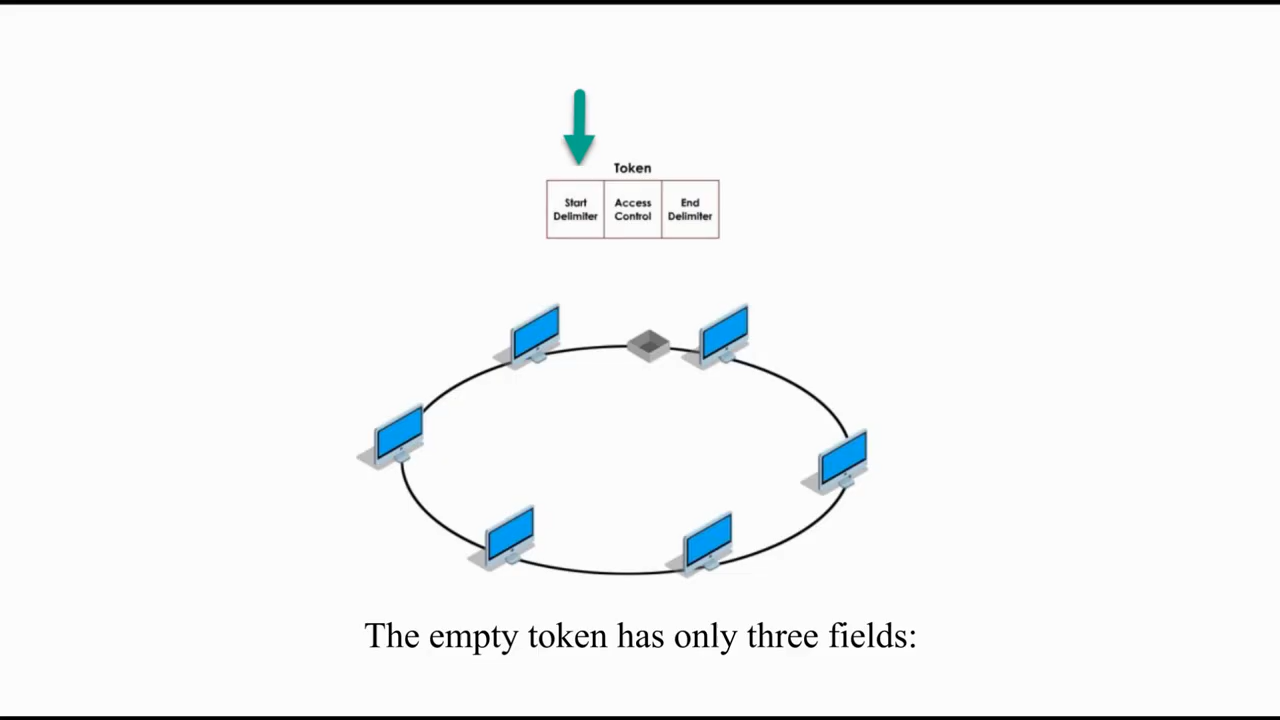 Token
Start Delimiter
Access Control
End Delimiter
The empty token has only three fields: